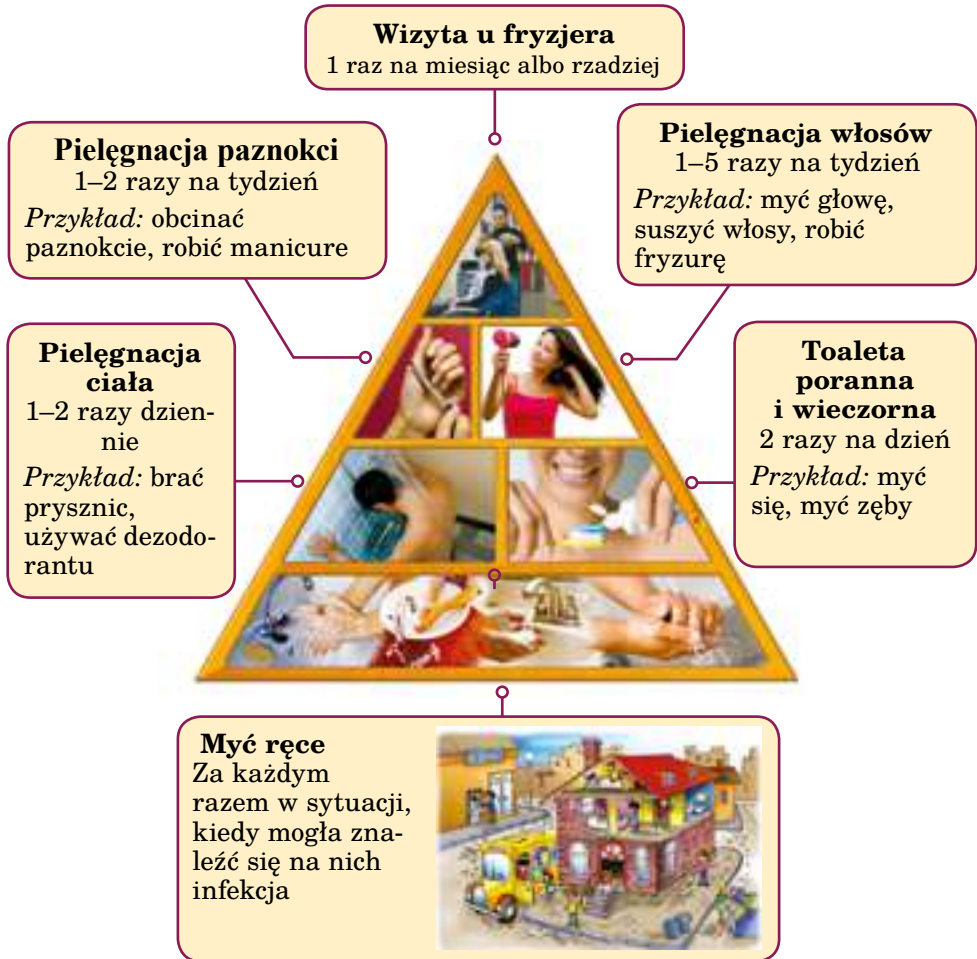 Wizyta u fryzjera
1 raz na miesiąc albo rzadziej
Pielęgnacja paznokci
1–2 razy na tydzień
Przykład: obcinać
paznokcie, robić manicure
Pielęgnacja włosów
1–5 razy na tydzień
Przykład: myć głowę,
suszyć włosy, robić
fryzurę
Pielęgnacja
ciała
1–2 razy dzien-
nie
Przykład: brać
prysznic,
używać dezodo-
rantu
Toaleta
poranna
i wieczorna
2 razy na dzień
Przykład: myć
się, myć zęby
Myć ręce
Za każdym
razem w sytuacji,
kiedy mogła zna-
leźć się na nich
infekcja